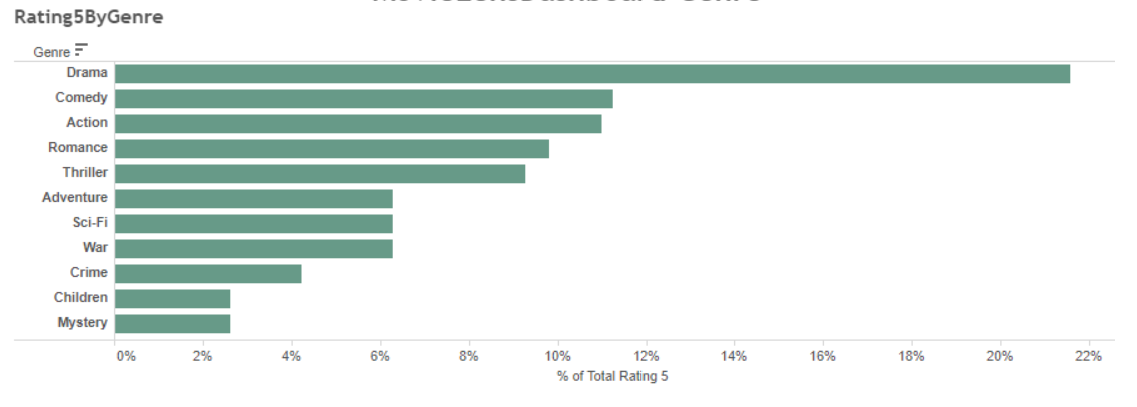 Rating5ByGenre
Genre
Drama
Comedy
Action
Romance
Thriller
Adventure
Sci-Fi
War
Crime
Children
Mystery
0% 2% 4% 6% 8% 10% 12% 14% 16% 18% 20% 22%
% of Total Rating 5